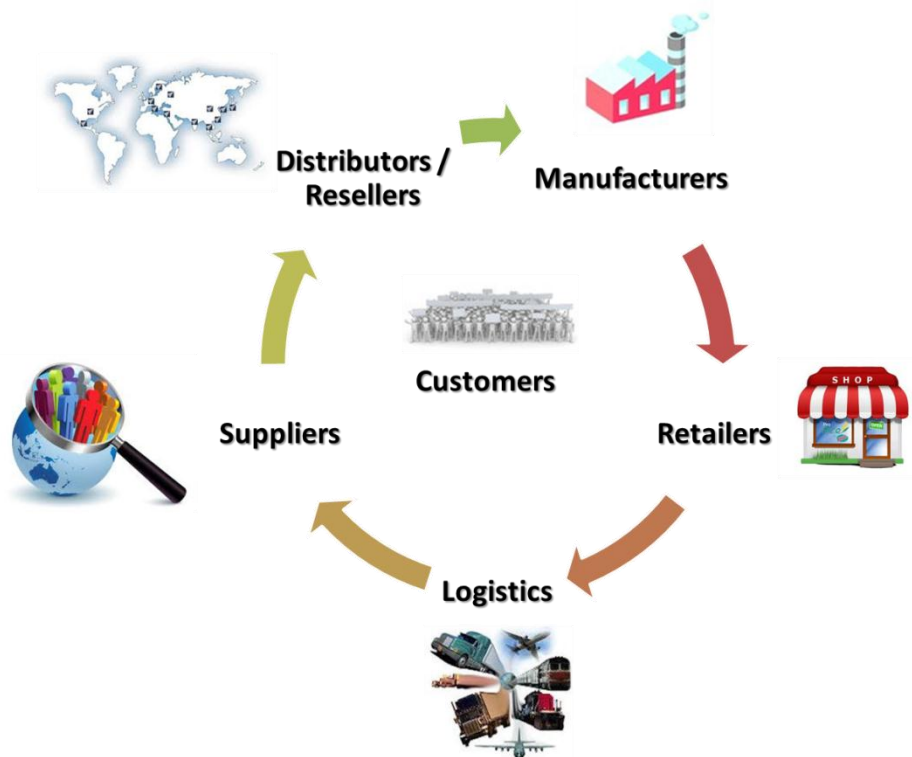 Distributors /
Resellers
Manufacturers
SHOP
Customers
Suppliers
Retailers
Logistics